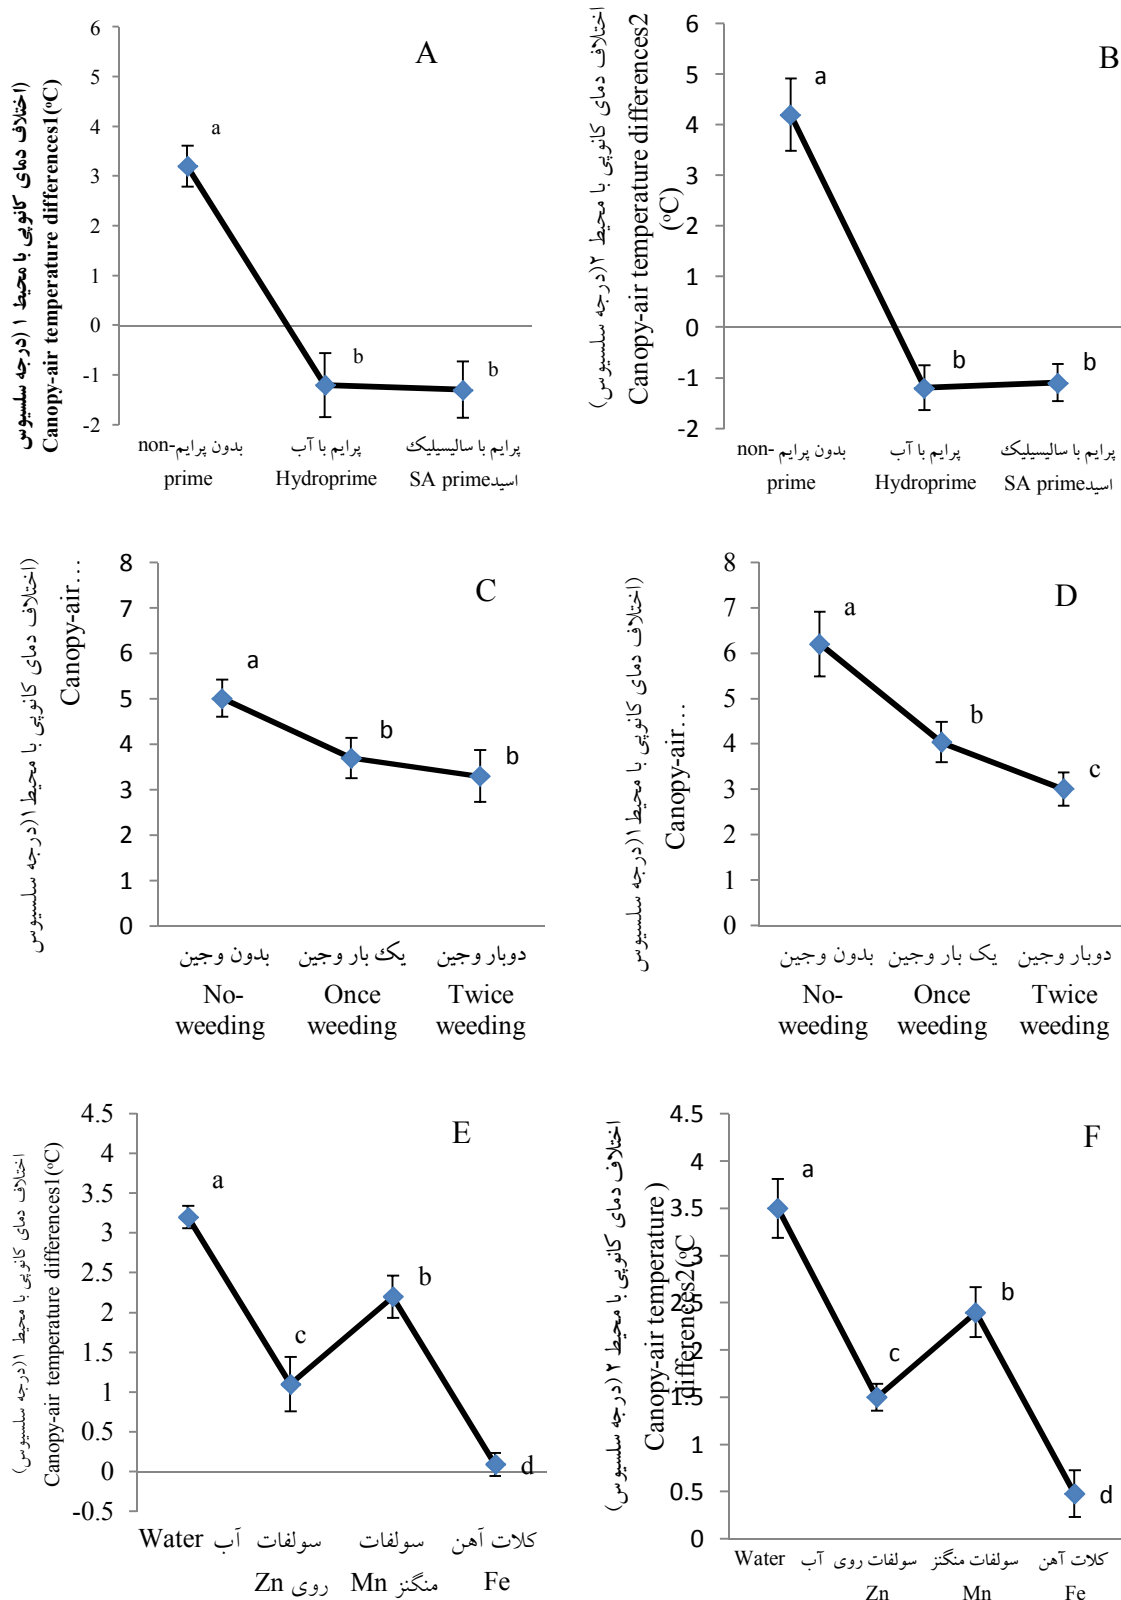 A
(اختلاف دمای کانوپی با محیط ۱ (درجه سلسیوس
Canopy-air temperature differences1(ºC)
6
5
4
3
2
1
0
-1
-2
a
b
b
بدون پرایم non-
prime
پرایم با آب
Hydroprime
پرایم با سالیسیلیک
اسید SA prime
B
اختلاف دمای کانوپی با محیط ۲ (درجه سلسیوس)
Canopy-air temperature differences2
(ºC)
6
5
4
3
2
1
0
-1
-2
a
b
b
بدون پرایم non-
prime
پرایم با آب
Hydroprime
پرایم با سالیسیلیک
اسید SA prime
C
(اختلاف دمای کانوپی با محیط ۱ (درجه سلسیوس
Canopy-air…
8
7
6
5
4
3
2
1
0
a
b
b
بدون وجین
No-
weeding
یک بار وجین
Once
weeding
دوبار وجین
Twice
weeding
D
(اختلاف دمای کانوپی با محیط ۱ (درجه سلسیوس
Canopy-air…
8
7
6
5
4
3
2
1
0
a
b
c
بدون وجین
No-
weeding
یک بار وجین
Once
weeding
دوبار وجین
Twice
weeding
E
اختلاف دمای کانوپی با محیط ۱ (درجه سلسیوس)
Canopy-air temperature differences1(ºC)
4.5
4
3.5
3
2.5
2
1.5
1
0.5
0
-0.5
a
c
b
d
آب Water
سولفات
روی Zn
سولفات
منگنز Mn
کلات آهن
Fe
F
اختلاف دمای کانوپی با محیط ۲ (درجه سلسیوس)
Canopy-air temperature )
differences2(ºC
4.5
4
3.5
3
2.5
2
1.5
1
0.5
0
a
c
b
d
آب Water
سولفات روی
Zn
سولفات منگنز
Mn
کلات آهن
Fe